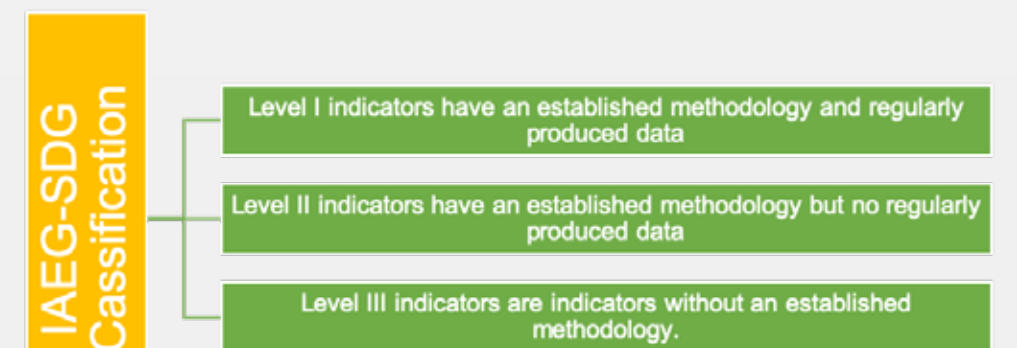 IAEG-SDG
Cassification
Level I indicators have an established methodology and regularly
produced data
Level II indicators have an established methodology but no regularly
produced data
Level III indicators are indicators without an established
methodology.